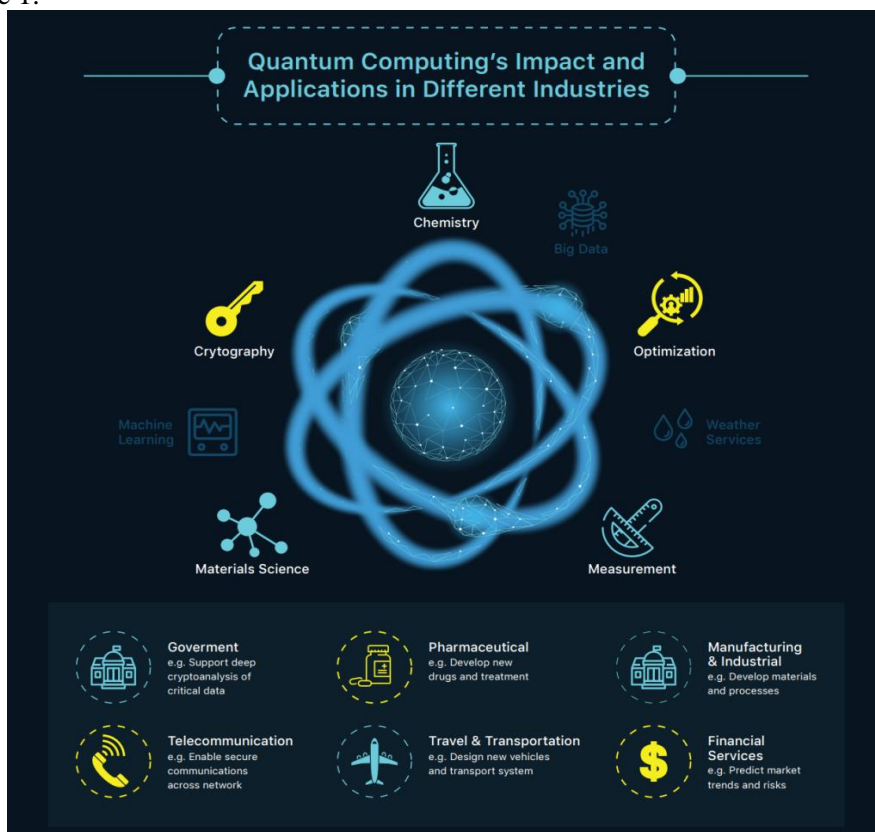 Quantum Computing's Impact and
Applications in Different Industries
Chemistry
Big Data
Crytography
Optimization
Machine
Learning
Weather
Services
Materials Science
Measurement
Goverment
e.g. Support deep
cryptoanalysis of
critical data
Pharmaceutical
e.g. Develop new
drugs and treatment
Manufacturing
& Industrial
e.g. Develop materials
and processes
Telecommunication
e.g. Enable secure
communications
across network
Travel & Transportation
e.g. Design new vehicles
and transport system
Financial
Services
e.g. Predict market
trends and risks